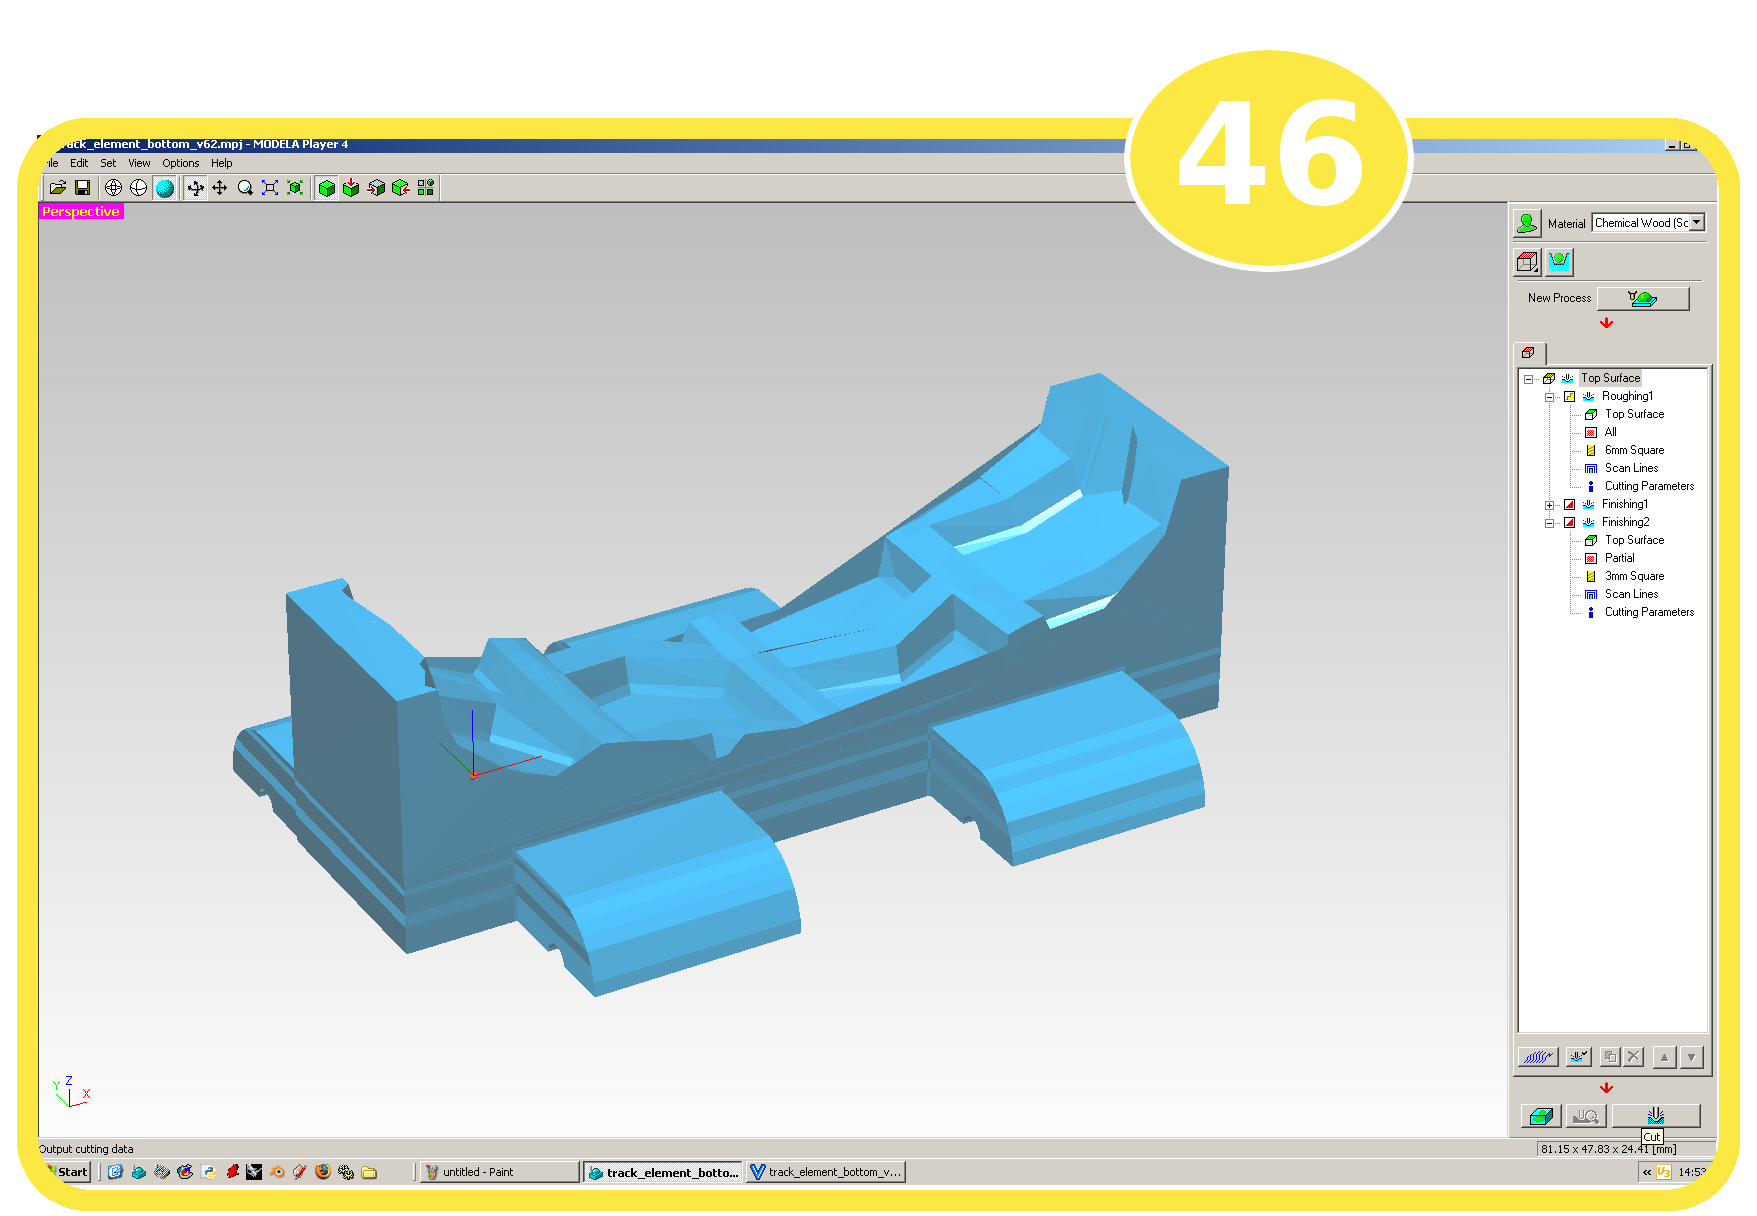 46
track_element_bottom_v62.mpj - MODELA Player 4
File Edit Set View Options Help
Perspective
Material Chemical Wood (Sc
New Process
Top Surface
Roughing1
Top Surface
All
6mm Square
Scan Lines
Cutting Parameters
Finishing1
Finishing2
Top Surface
Partial
3mm Square
Scan Lines
Cutting Parameters
Z
Y
X
Cut
Output cutting data
81.15 x 47.83 x 24.41 [mm]
Start
untitled - Paint
track_element_botto...
track_element_bottom_v...
«
14:53